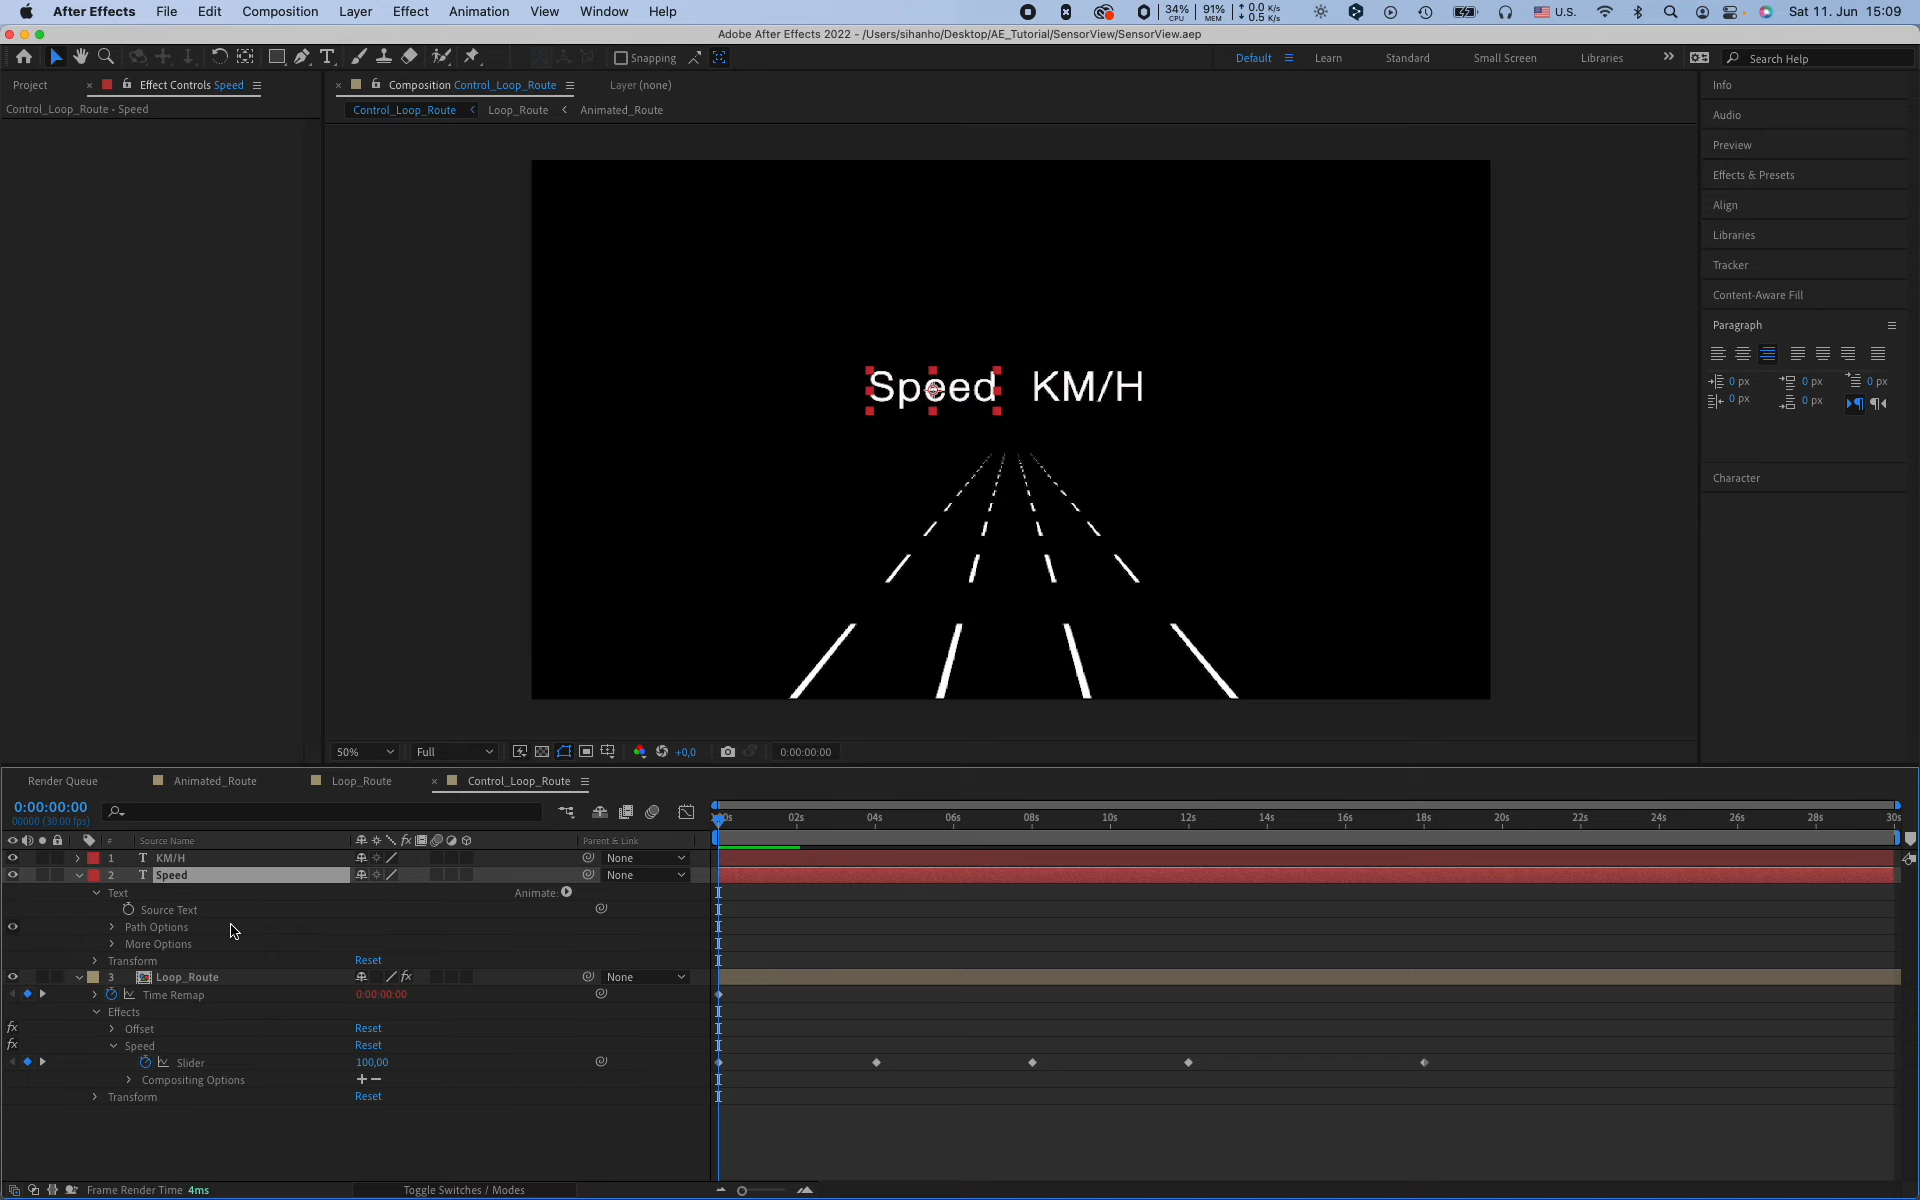 After Effects File Edit Composition Layer Effect Animation View Window Help 34% CPU 91% MEM 0.0 K/s 0.5 K/s U.S. Sat 11. Jun 15:09
Adobe After Effects 2022 - /Users/sihanho/Desktop/AE_Tutorial/SensorView/SensorView.aep
Snapping Default Learn Standard Small Screen Libraries Search Help
Project Effect Controls Speed Composition Control_Loop_Route Layer (none)
Control_Loop_Route • Speed
Control_Loop_Route Loop_Route Animated_Route
Info
Audio
Preview
Effects & Presets
Align
Libraries
Tracker
Content-Aware Fill
Paragraph
0 px 0 px 0 px
0 px 0 px
Character
Speed KM/H
50% Full +0,0 0:00:00:00
Render Queue Animated_Route Loop_Route Control_Loop_Route
0:00:00:00
00000 (30.00 fps)
02s 04s 06s 08s 10s 12s 14s 16s 18s 20s 22s 24s 26s 28s 30s
# Source Name fx Parent & Link
1 T KM/H None
2 T Speed None
Text Animate:
Source Text
Path Options
More Options
Transform Reset
3 Loop_Route fx None
Time Remap 0:00:00:00
Effects
fx Offset Reset
fx Speed Reset
Slider 100,00
Compositing Options
Transform Reset
Frame Render Time 4ms Toggle Switches / Modes